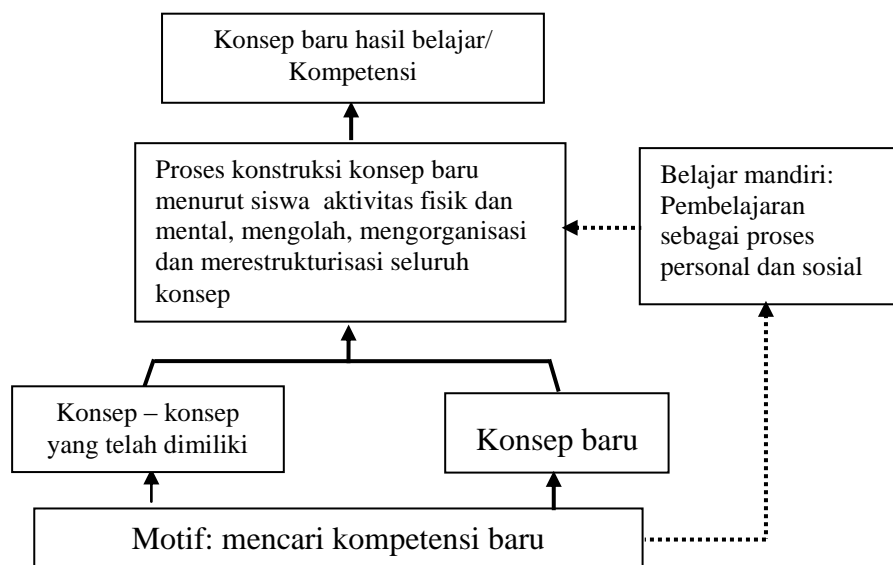 Konsep baru hasil belajar/
Kompetensi
Proses konstruksi konsep baru
menurut siswa aktivitas fisik dan
mental, mengolah, mengorganisasi
dan merestrukturisasi seluruh
konsep
Belajar mandiri:
Pembelajaran
sebagai proses
personal dan sosial
Konsep – konsep
yang telah dimiliki
Konsep baru
Motif: mencari kompetensi baru